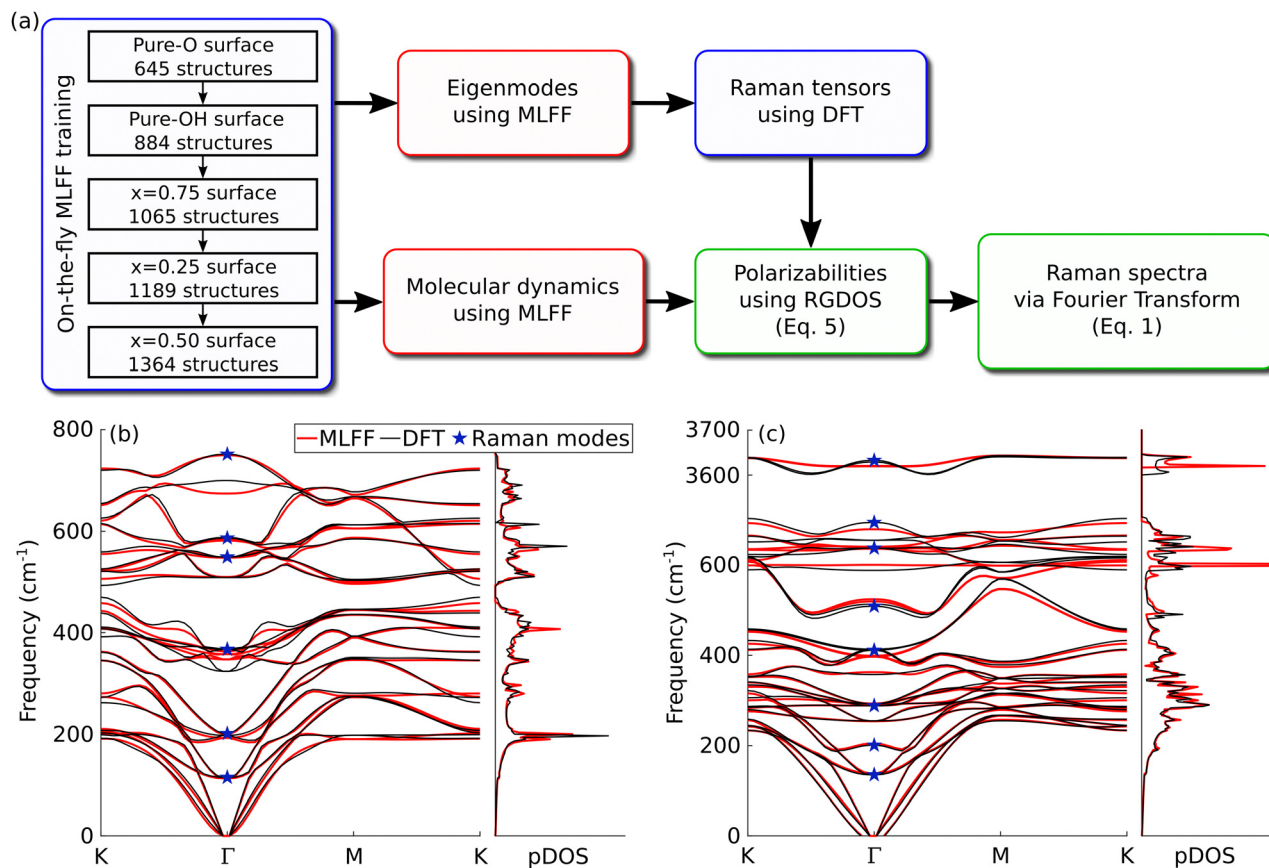 (a)
On-the-fly MLFF training
Pure-O surface
645 structures
Pure-OH surface
884 structures
x=0.75 surface
1065 structures
x=0.25 surface
1189 structures
x=0.50 surface
1364 structures
Eigenmodes
using MLFF
Raman tensors
using DFT
Molecular dynamics
using MLFF
Polarizabilities
using RGDOS
(Eq. 5)
Raman spectra
via Fourier Transform
(Eq. 1)
(b)
MLFF DFT Raman modes
Frequency (cm⁻¹)
800
600
400
200
0
K Γ M K pDOS
(c)
Frequency (cm⁻¹)
3700
3600
600
400
200
0
K Γ M K pDOS